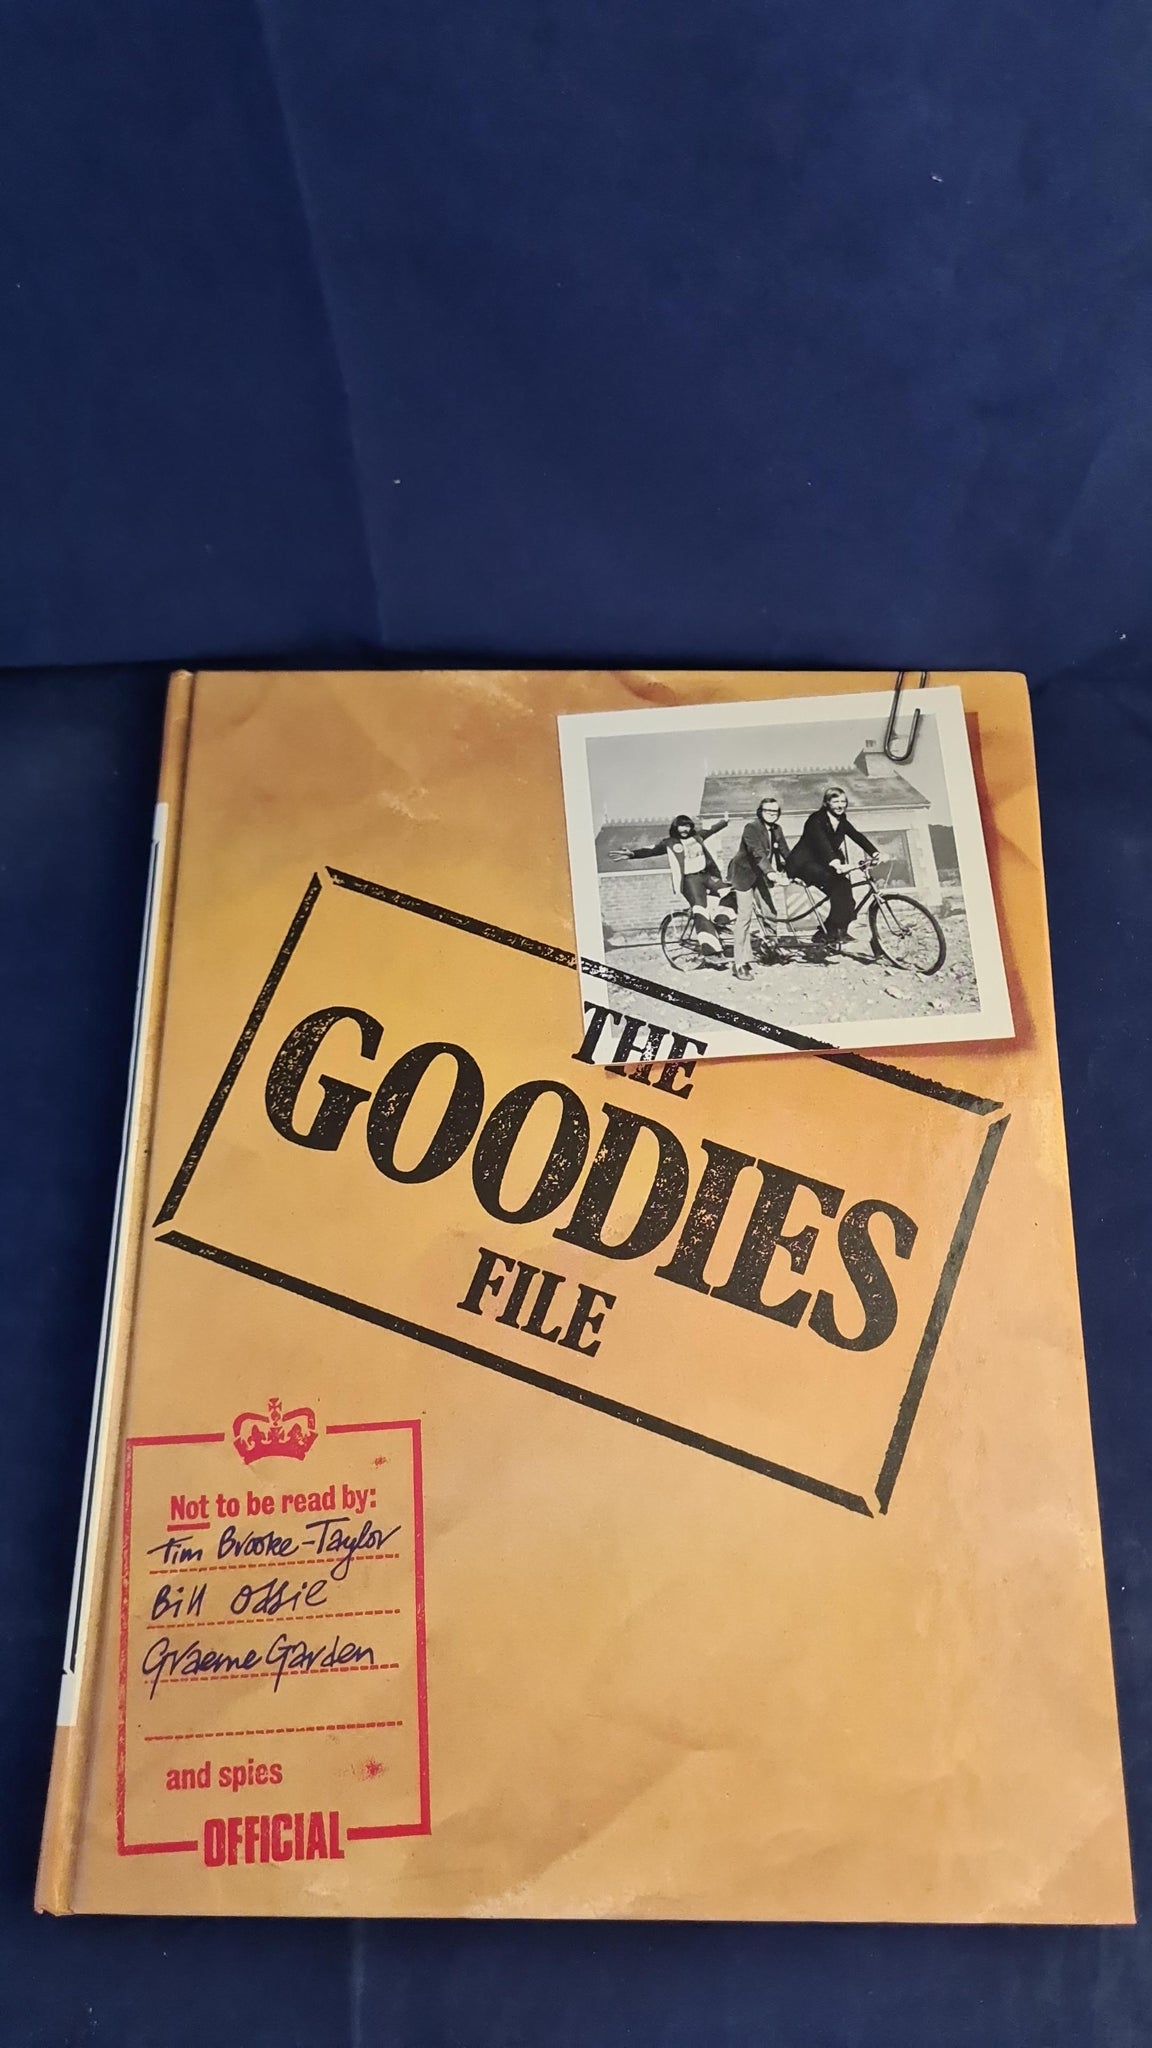 THE
GOODIES
FILE
Not to be read by:
Tim Brooke-Taylor
Bill Oddie
Graeme Garden
and spies
OFFICIAL